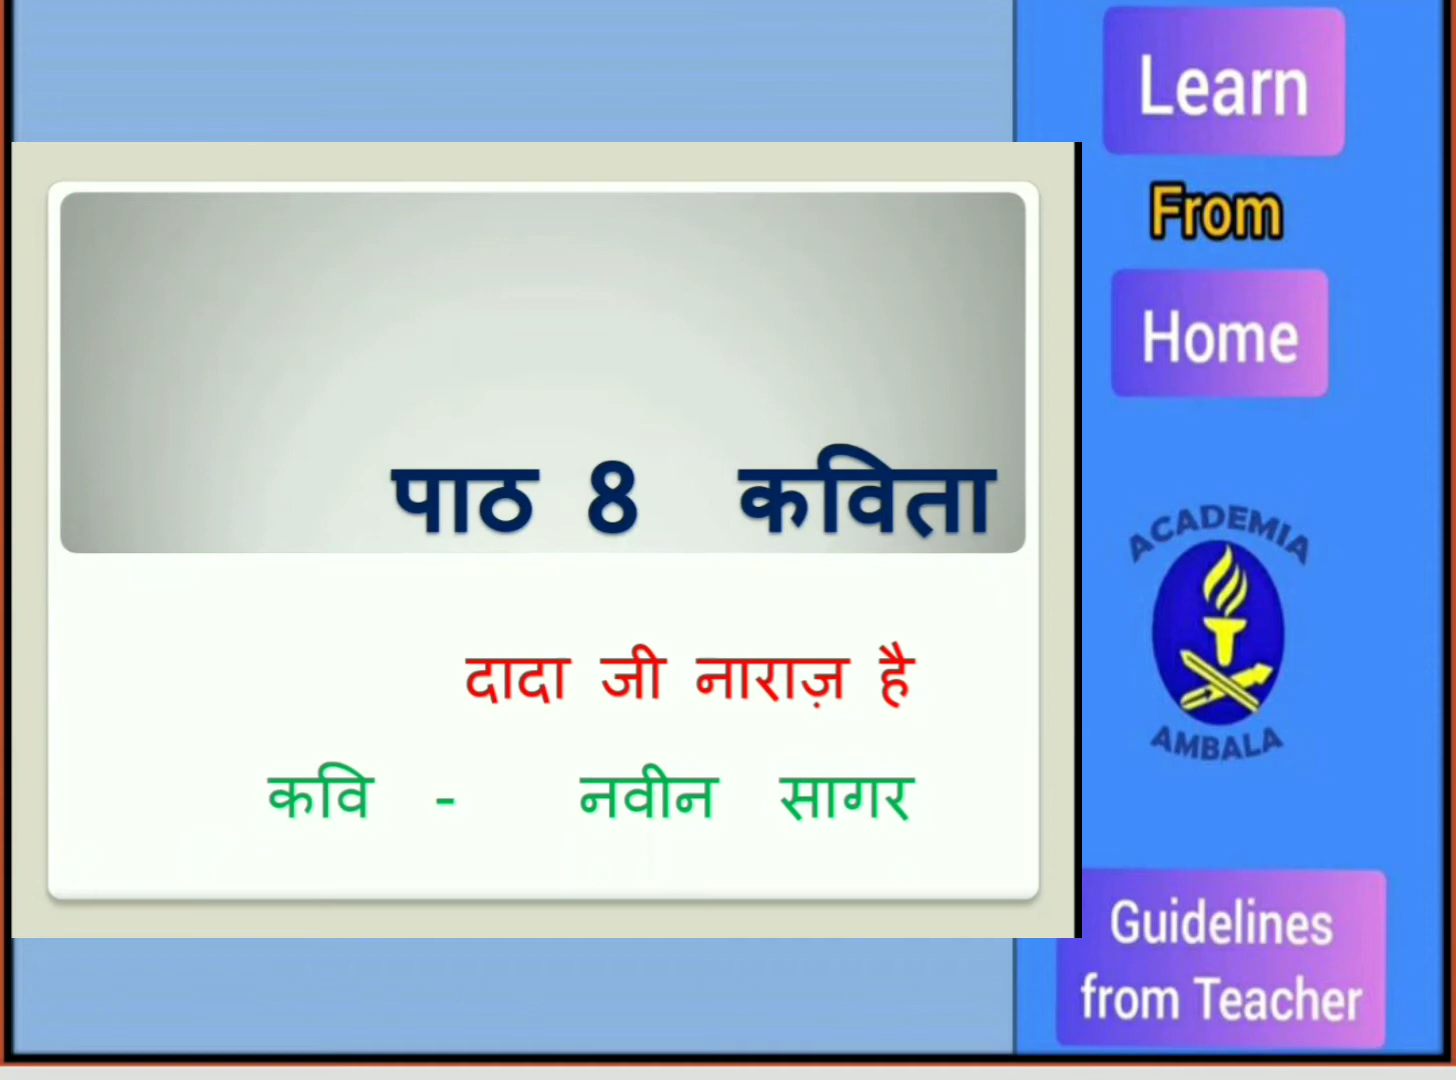 पाठ 8 कविता
दादा जी नाराज़ है
कवि - नवीन सागर
Learn
From
Home
ACADEMIA
AMBALA
Guidelines
from Teacher